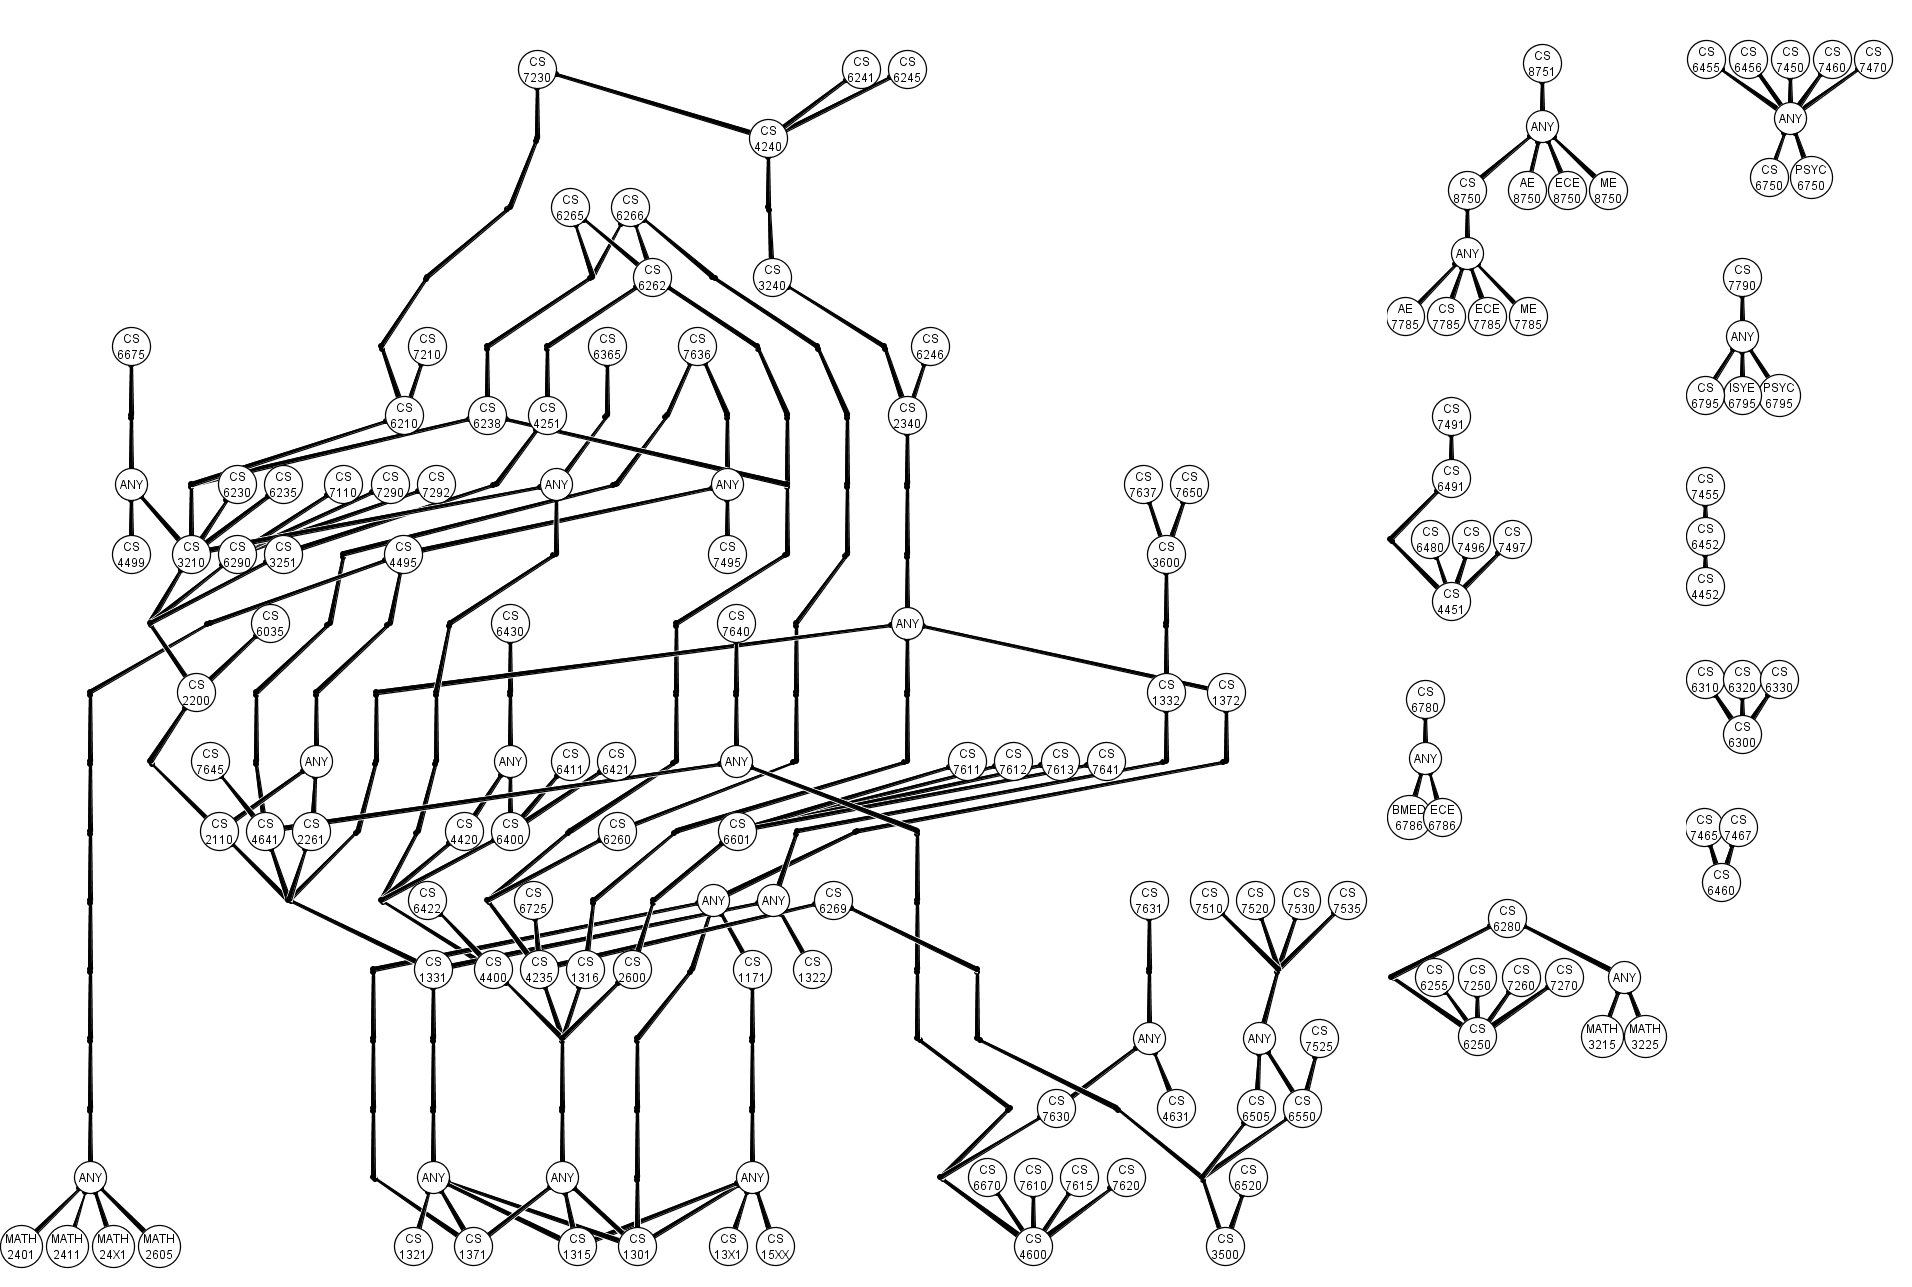 CS
7230
CS
6241
CS
6245
CS
4240
CS
6265
CS
6266
CS
6262
CS
3240
CS
6675
CS
7210
CS
6365
CS
7636
CS
6246
CS
6210
CS
6238
CS
4251
CS
2340
ANY
CS
6230
CS
6235
CS
7110
CS
7290
CS
7292
ANY
ANY
CS
7637
CS
7650
CS
4499
CS
3210
CS
6290
CS
3251
CS
4495
CS
7495
CS
3600
CS
6035
CS
6430
CS
7640
ANY
CS
2200
CS
1332
CS
1372
CS
7645
ANY
ANY
CS
6411
CS
6421
ANY
CS
7611
CS
7612
CS
7613
CS
7641
CS
2110
CS
4641
CS
2261
CS
4420
CS
6400
CS
6260
CS
6601
CS
6422
CS
6725
ANY
ANY
CS
6269
CS
7631
CS
7510
CS
7520
CS
7530
CS
7535
CS
1331
CS
4400
CS
4235
CS
1316
CS
2600
CS
1171
CS
1322
ANY
ANY
CS
7525
CS
7630
CS
4631
CS
6505
CS
6550
ANY
ANY
ANY
ANY
CS
6670
CS
7610
CS
7615
CS
7620
CS
6520
MATH
2401
MATH
2411
MATH
24X1
MATH
2605
CS
1321
CS
1371
CS
1315
CS
1301
CS
13X1
CS
15XX
CS
4600
CS
3500
CS
8751
ANY
CS
8750
AE
8750
ECE
8750
ME
8750
ANY
AE
7785
CS
7785
ECE
7785
ME
7785
CS
7491
CS
6491
CS
6480
CS
7496
CS
7497
CS
4451
CS
6780
ANY
BMED
6786
ECE
6786
CS
6280
CS
6255
CS
7250
CS
7260
CS
7270
ANY
CS
6250
MATH
3215
MATH
3225
CS
6455
CS
6456
CS
7450
CS
7460
CS
7470
ANY
CS
6750
PSYC
6750
CS
7790
ANY
CS
6795
ISYE
6795
PSYC
6795
CS
7455
CS
6452
CS
4452
CS
6310
CS
6320
CS
6330
CS
6300
CS
7465
CS
7467
CS
6460